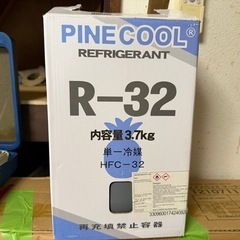 PINECOOL®
REFRIGERANT
R-32
内容量3.7kg
単一冷媒
HFC-32
再充填禁止容器